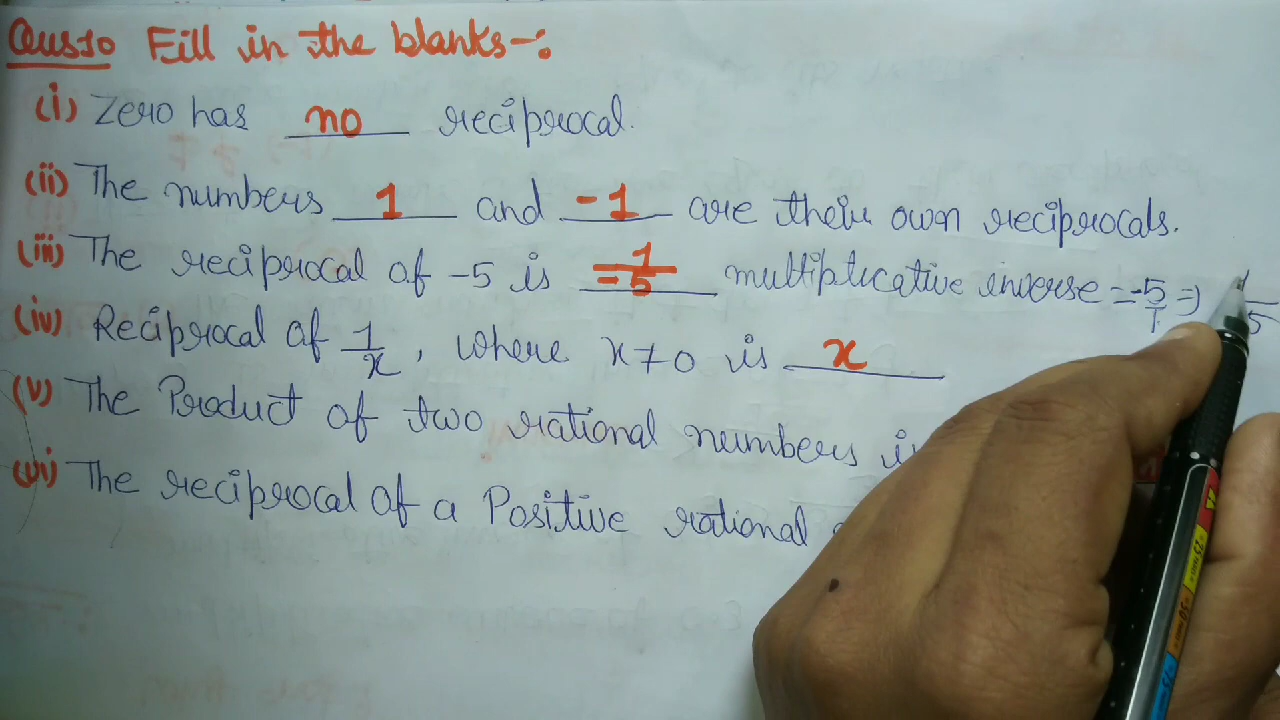 Ques10 Fill in the blanks-:
(i) Zero has no reciprocal.
(ii) The numbers 1 and -1 are their own reciprocals.
(iii) The reciprocal of -5 is 1/-5 multiplicative inverse = -5/1 =)
(iv) Reciprocal of 1/x, where x≠0 is x
(v) The Product of two rational numbers
(vi) The reciprocal of a Positive rational